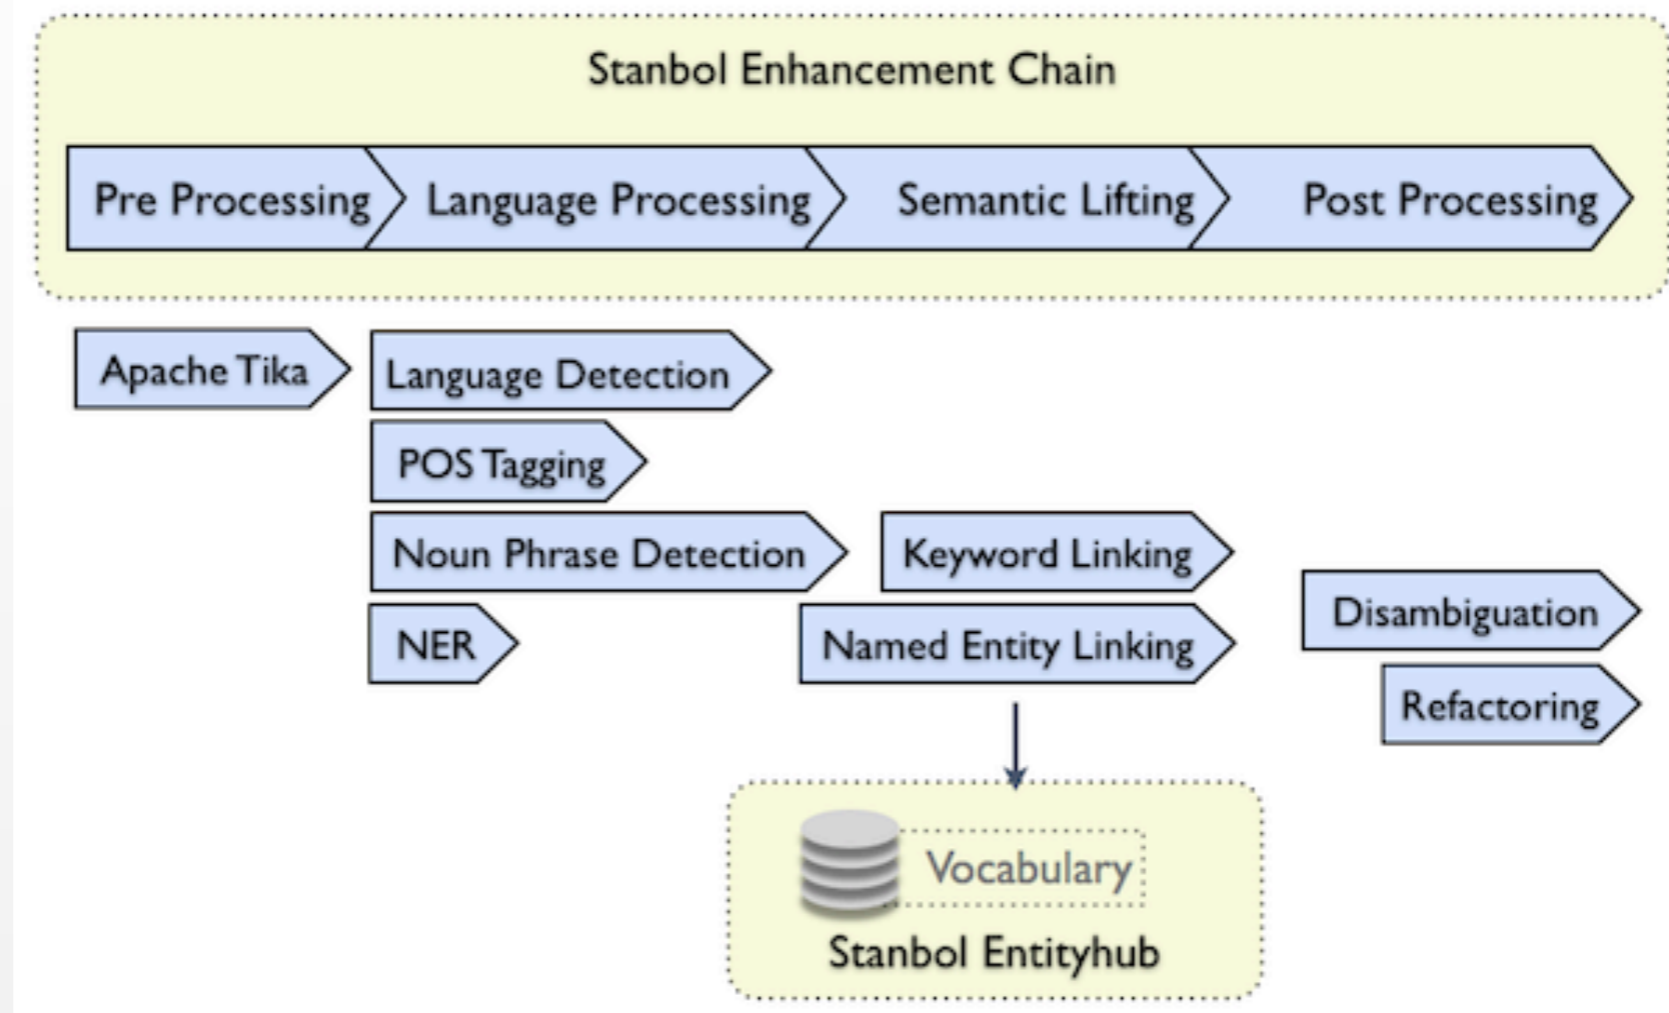 Stanbol Enhancement Chain
Pre Processing
Language Processing
Semantic Lifting
Post Processing
Apache Tika
Language Detection
POS Tagging
Noun Phrase Detection
Keyword Linking
NER
Named Entity Linking
Disambiguation
Refactoring
Vocabulary
Stanbol Entityhub